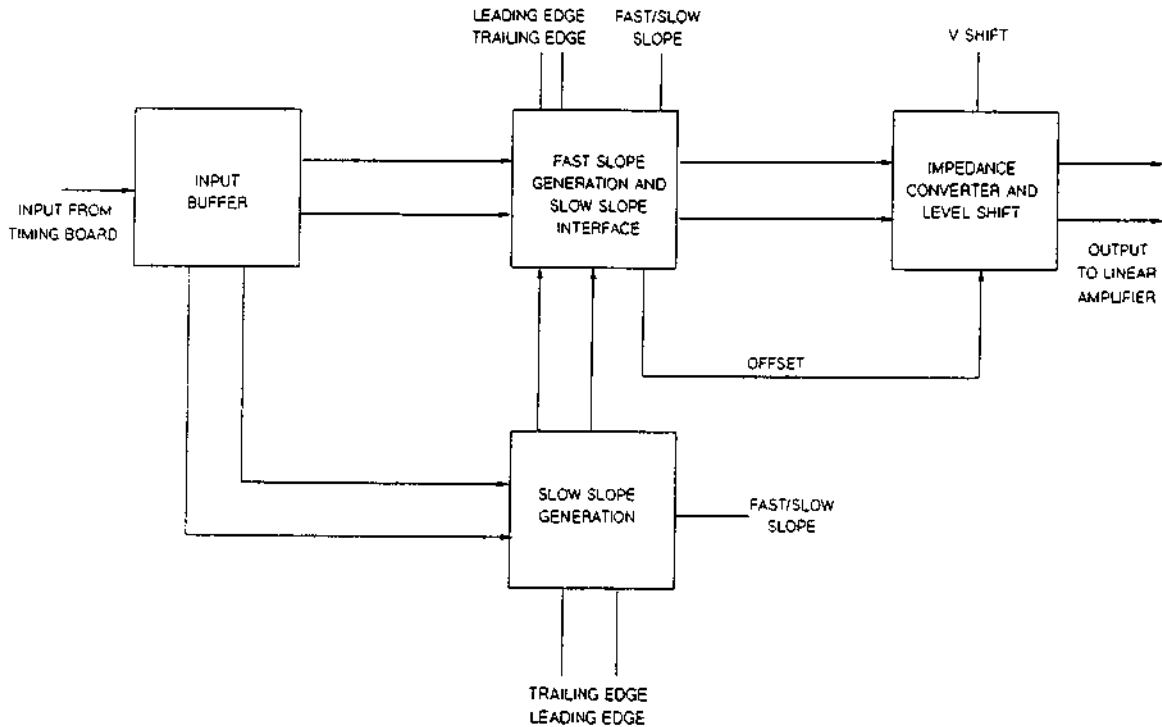 LEADING EDGE
TRAILING EDGE
FAST/SLOW
SLOPE
V SHIFT
INPUT
BUFFER
FAST SLOPE
GENERATION AND
SLOW SLOPE
INTERFACE
IMPEDANCE
CONVERTER AND
LEVEL SHIFT
INPUT FROM
TIMING BOARD
OUTPUT
TO LINEAR
AMPLIFIER
OFFSET
SLOW SLOPE
GENERATION
FAST/SLOW
SLOPE
TRAILING EDGE
LEADING EDGE